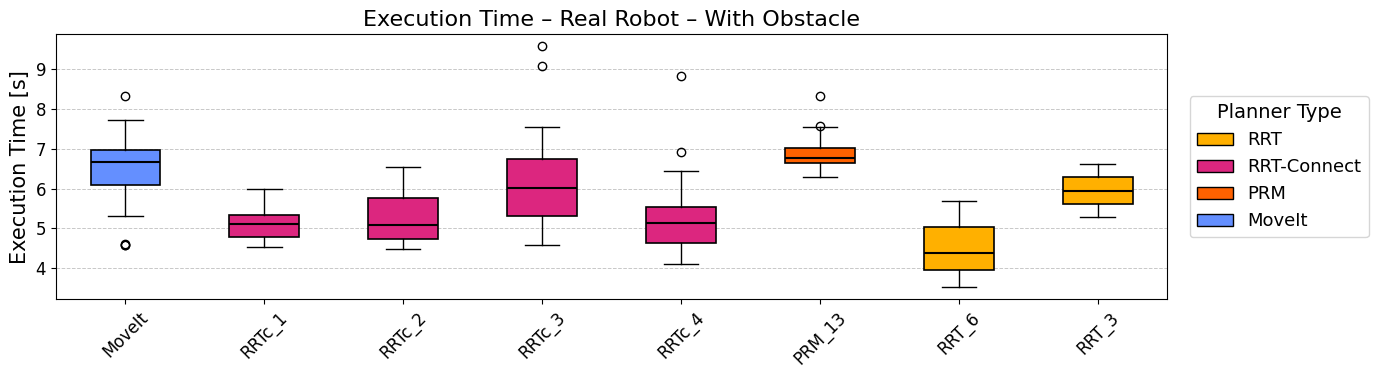 Execution Time – Real Robot – With Obstacle
Execution Time [s]
9
8
7
6
5
4
MoveIt
RRTc_1
RRTc_2
RRTc_3
RRTc_4
PRM_13
RRT_6
RRT_3
Planner Type
RRT
RRT-Connect
PRM
MoveIt